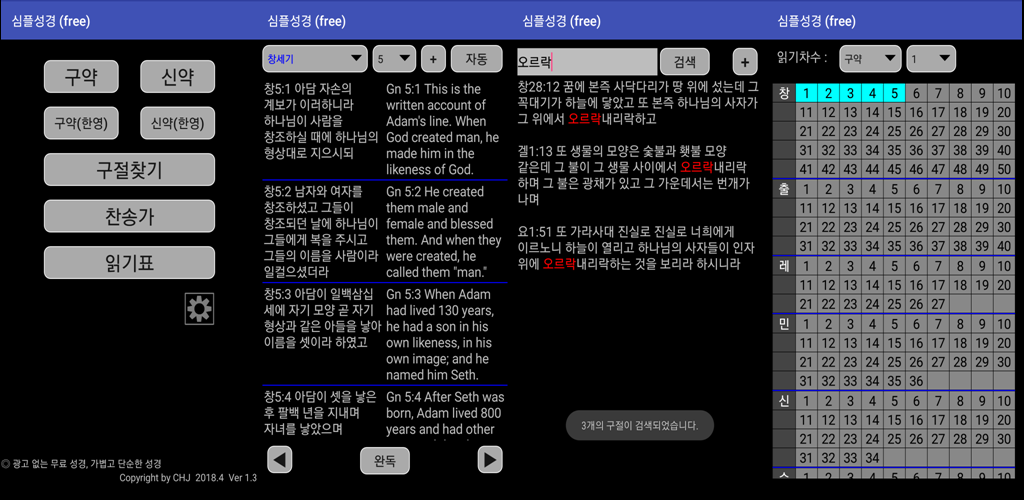 심플성경 (free)
구약
신약
구약(한영)
신약(한영)
구절찾기
찬송가
읽기표
◎ 광고 없는 무료 성경, 가볍고 단순한 성경
Copyright by CHJ 2018.4 Ver 1.3
심플성경 (free)
창세기
5
+
자동
창5:1 아담 자손의
계보가 이러하니라
하나님이 사람을
창조하실 때에 하나님의
형상대로 지으시되
Gn 5:1 This is the
written account of
Adam's line. When
God created man, he
made him in the
likeness of God.
창5:2 남자와 여자를
창조하셨고 그들이
창조되던 날에 하나님이
그들에게 복을 주시고
그들의 이름을 사람이라
일컬으셨더라
Gn 5:2 He created
them male and
female and blessed
them. And when they
were created, he
called them "man."
창5:3 아담이 일백삼십
세에 자기 모양 곧 자기
형상과 같은 아들을 낳아
이름을 셋이라 하였고
Gn 5:3 When Adam
had lived 130 years,
he had a son in his
own likeness, in his
own image; and he
named him Seth.
창5:4 아담이 셋을 낳은
후 팔백 년을 지내며
자녀를 낳았으며
Gn 5:4 After Seth was
born, Adam lived 800
years and had other
완독
심플성경 (free)
오르락
검색
+
창28:12 꿈에 본즉 사닥다리가 땅 위에 섰는데 그
꼭대기가 하늘에 닿았고 또 본즉 하나님의 사자가
그 위에서 오르락내리락하고
겔1:13 또 생물의 모양은 숯불과 횃불 모양
같은데 그 불이 그 생물 사이에서 오르락내리락
하며 그 불은 광채가 있고 그 가운데서는 번개가
나며
요1:51 또 가라사대 진실로 진실로 너희에게
이르노니 하늘이 열리고 하나님의 사자들이 인자
위에 오르락내리락하는 것을 보리라 하시니라
3개의 구절이 검색되었습니다.
심플성경 (free)
읽기차수 :
구약
1
창 1 2 3 4 5 6 7 8 9 10
11 12 13 14 15 16 17 18 19 20
21 22 23 24 25 26 27 28 29 30
31 32 33 34 35 36 37 38 39 40
41 42 43 44 45 46 47 48 49 50
출 1 2 3 4 5 6 7 8 9 10
11 12 13 14 15 16 17 18 19 20
21 22 23 24 25 26 27 28 29 30
31 32 33 34 35 36 37 38 39 40
레 1 2 3 4 5 6 7 8 9 10
11 12 13 14 15 16 17 18 19 20
21 22 23 24 25 26 27
민 1 2 3 4 5 6 7 8 9 10
11 12 13 14 15 16 17 18 19 20
21 22 23 24 25 26 27 28 29 30
31 32 33 34 35 36
신 1 2 3 4 5 6 7 8 9 10
11 12 13 14 15 16 17 18 19 20
21 22 23 24 25 26 27 28 29 30
31 32 33 34